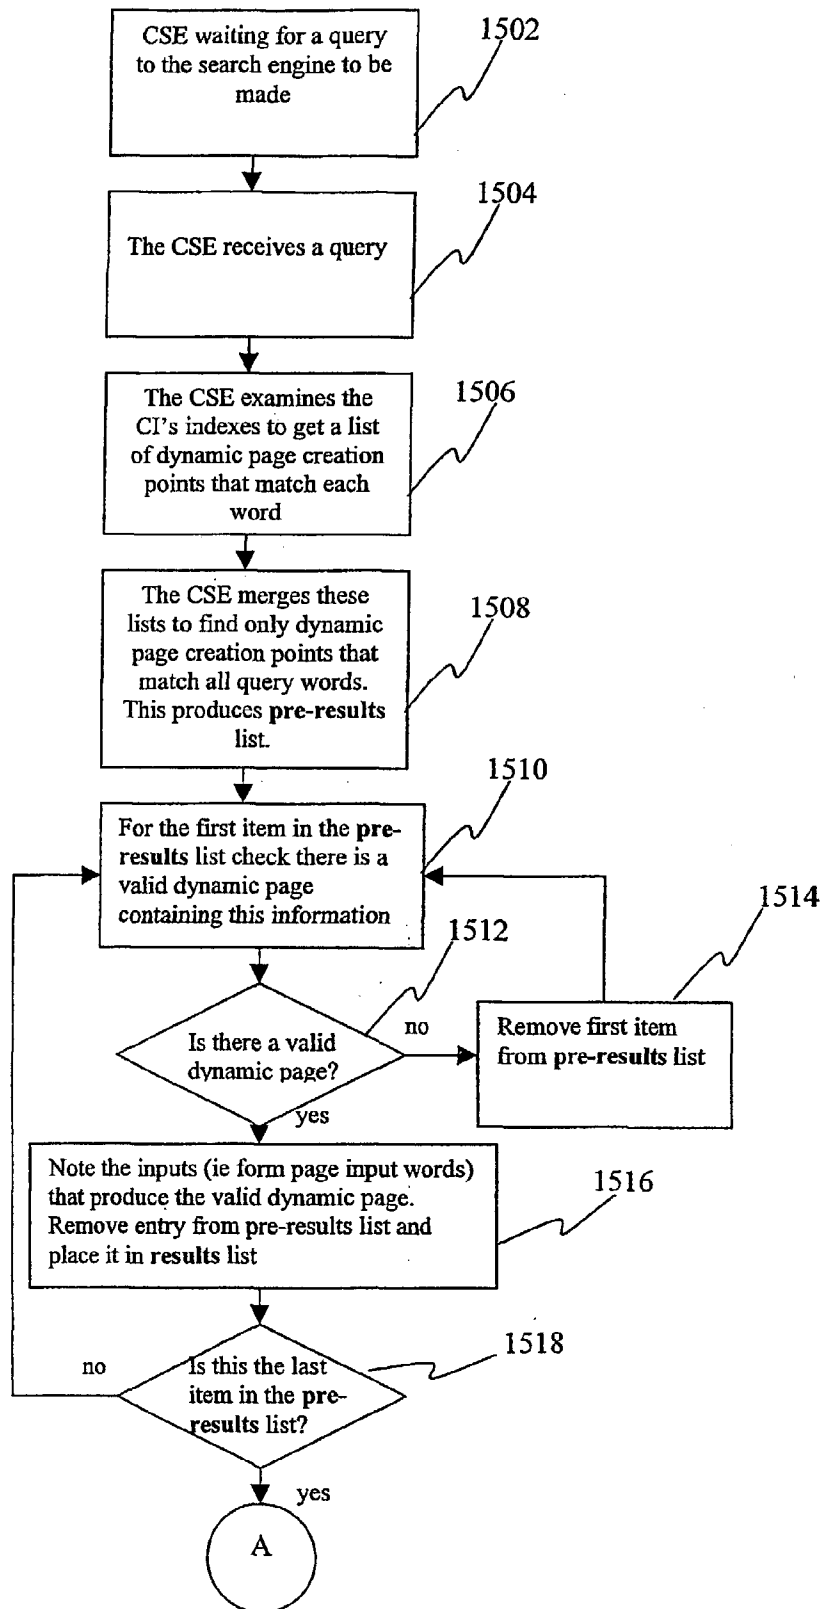 CSE waiting for a query
to the search engine to be
made
1502
1504
The CSE receives a query
1506
The CSE examines the
CI's indexes to get a list
of dynamic page creation
points that match each
word
1508
The CSE merges these
lists to find only dynamic
page creation points that
match all query words.
This produces pre-results
list.
1510
For the first item in the pre-
results list check there is a
valid dynamic page
containing this information
1512
1514
Is there a valid
dynamic page?
no
Remove first item
from pre-results list
yes
Note the inputs (ie form page input words)
that produce the valid dynamic page.
Remove entry from pre-results list and
place it in results list
1516
1518
no
Is this the last
item in the pre-
results list?
yes
A